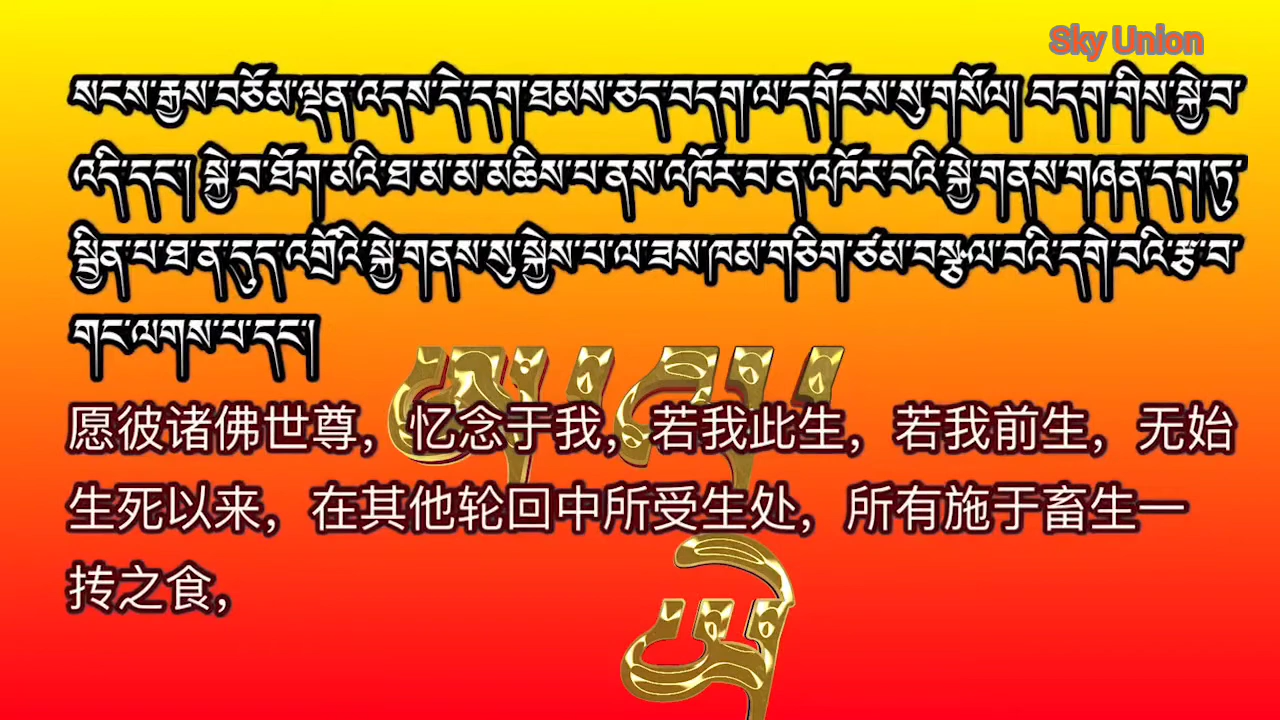 Sky Union
སངས་རྒྱས་བཅོམ་ལྡན་འདས་དེ་དག་ཐམས་ཅད་བདག་ལ་དགོངས་སུ་གསོལ། བདག་གིས་སྐྱེ་བ་
འདི་དང་། སྐྱེ་བ་ཐོག་མའི་ཐ་མ་མ་མཆིས་པ་ནས་འཁོར་བ་ན་འཁོར་བའི་སྐྱེ་གནས་གཞན་དག་ཏུ་
སྦྱིན་པ་ཐ་ན་དུད་འགྲོའི་སྐྱེ་གནས་སུ་སྐྱེས་པ་ལ་ཟས་ཁམ་གཅིག་ཙམ་བསྩལ་བའི་དགེ་བའི་རྩ་བ་
གང་ལགས་པ་དང་།
愿彼诸佛世尊，忆念于我，若我此生，若我前生，无始
生死以来，在其他轮回中所受生处，所有施于畜生一
抟之食，